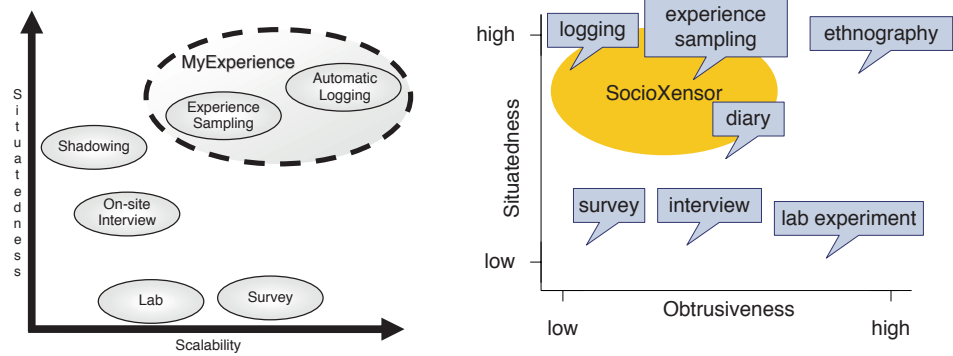 Situatedness
MyExperience
Automatic
Logging
Experience
Sampling
Shadowing
On-site
Interview
Lab
Survey
Scalability
Situatedness
high
low
logging
experience
sampling
ethnography
SocioXensor
diary
survey
interview
lab experiment
Obtrusiveness
low
high